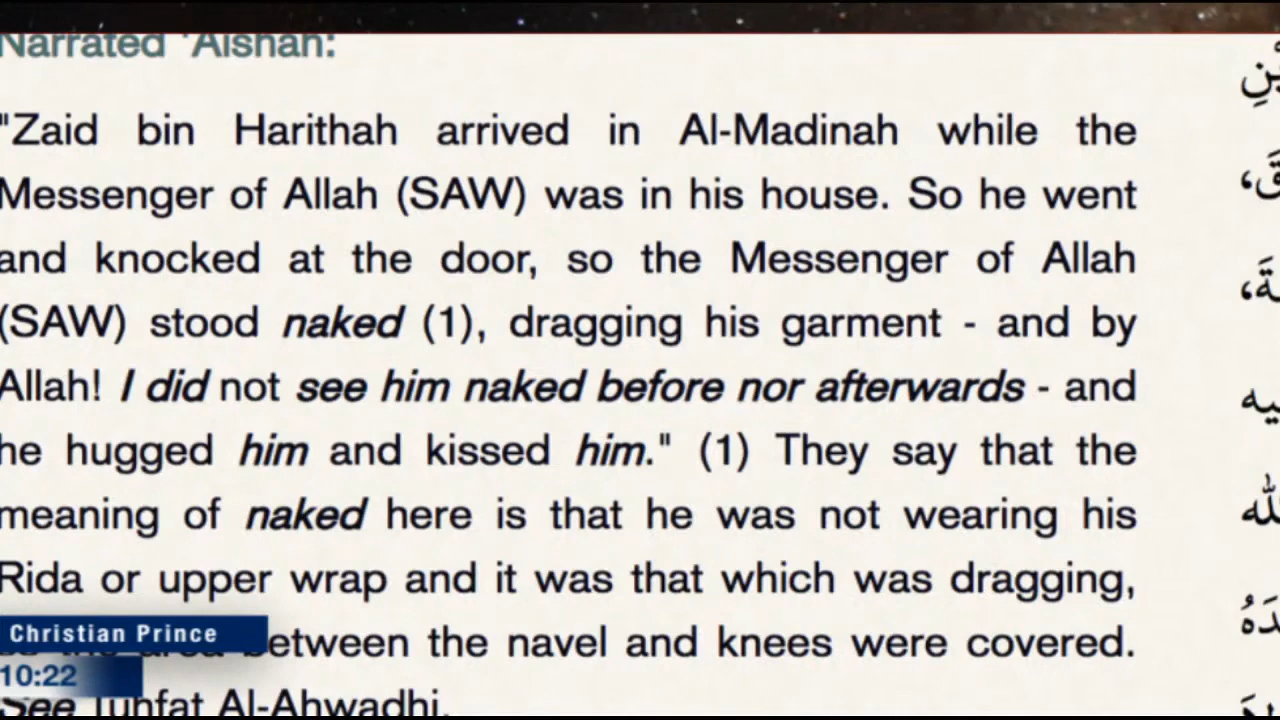 Narrated 'Aishah:
"Zaid bin Harithah arrived in Al-Madinah while the
Messenger of Allah (SAW) was in his house. So he went
and knocked at the door, so the Messenger of Allah
(SAW) stood naked (1), dragging his garment - and by
Allah! I did not see him naked before nor afterwards - and
he hugged him and kissed him." (1) They say that the
meaning of naked here is that he was not wearing his
Rida or upper wrap and it was that which was dragging,
between the navel and knees were covered.
See Tuhfat Al-Ahwadhi.
Christian Prince
10:22